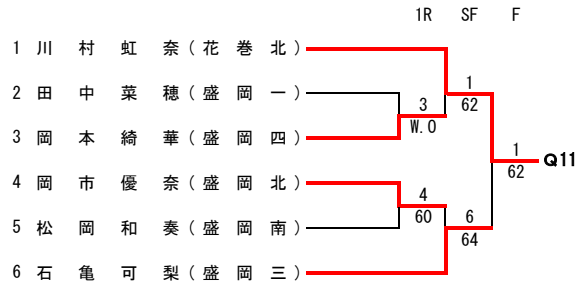 1R SF F
1 川 村 虹 奈 ( 花 巻 北 )
1
2 田 中 菜 穂 ( 盛 岡 一 )
3 62
3 岡 本 綺 華 ( 盛 岡 四 )
W.O
1 Q11
62
4 岡 市 優 奈 ( 盛 岡 北 )
4
60 6
5 松 岡 和 奏 ( 盛 岡 南 )
64
6 石 亀 可 梨 ( 盛 岡 三 )